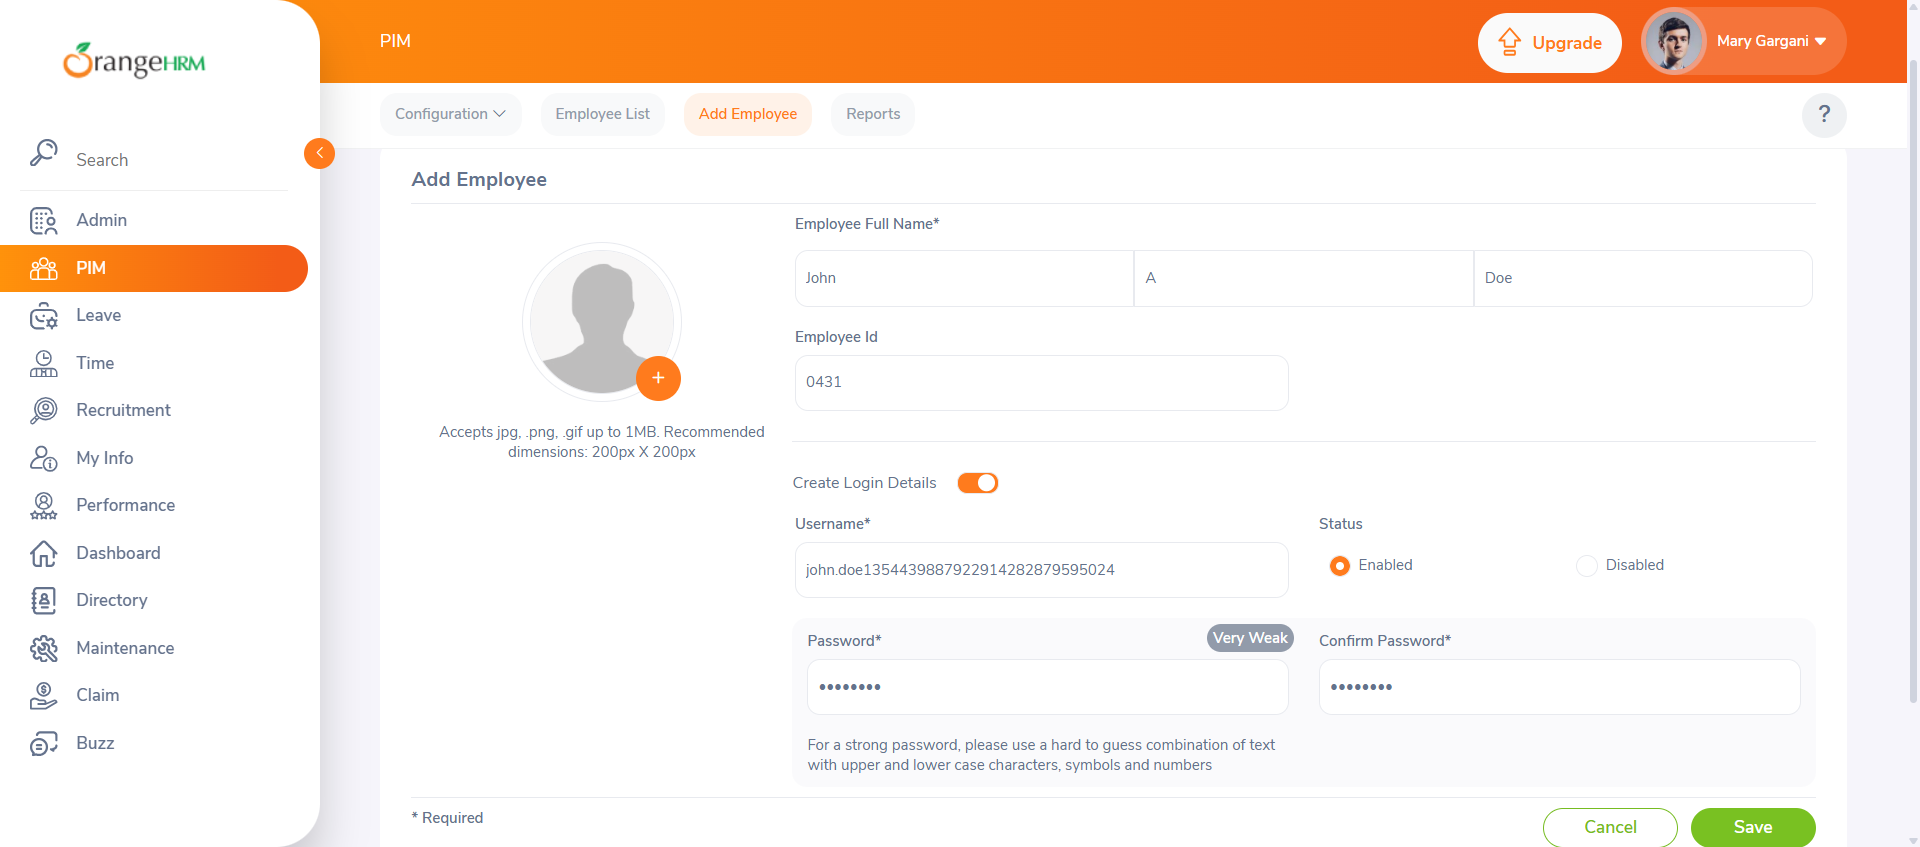 OrangeHRM
Search
Admin
PIM
Leave
Time
Recruitment
My Info
Performance
Dashboard
Directory
Maintenance
Claim
Buzz
PIM
Upgrade
Mary Gargani
Configuration
Employee List
Add Employee
Reports
?
Add Employee
Accepts jpg, .png, .gif up to 1MB. Recommended
dimensions: 200px X 200px
Employee Full Name*
John
A
Doe
Employee Id
0431
Create Login Details
Username*
john.doe1354439887922914282879595024
Status
Enabled
Disabled
Password*
Very Weak
••••••••
Confirm Password*
••••••••
For a strong password, please use a hard to guess combination of text
with upper and lower case characters, symbols and numbers
* Required
Cancel
Save